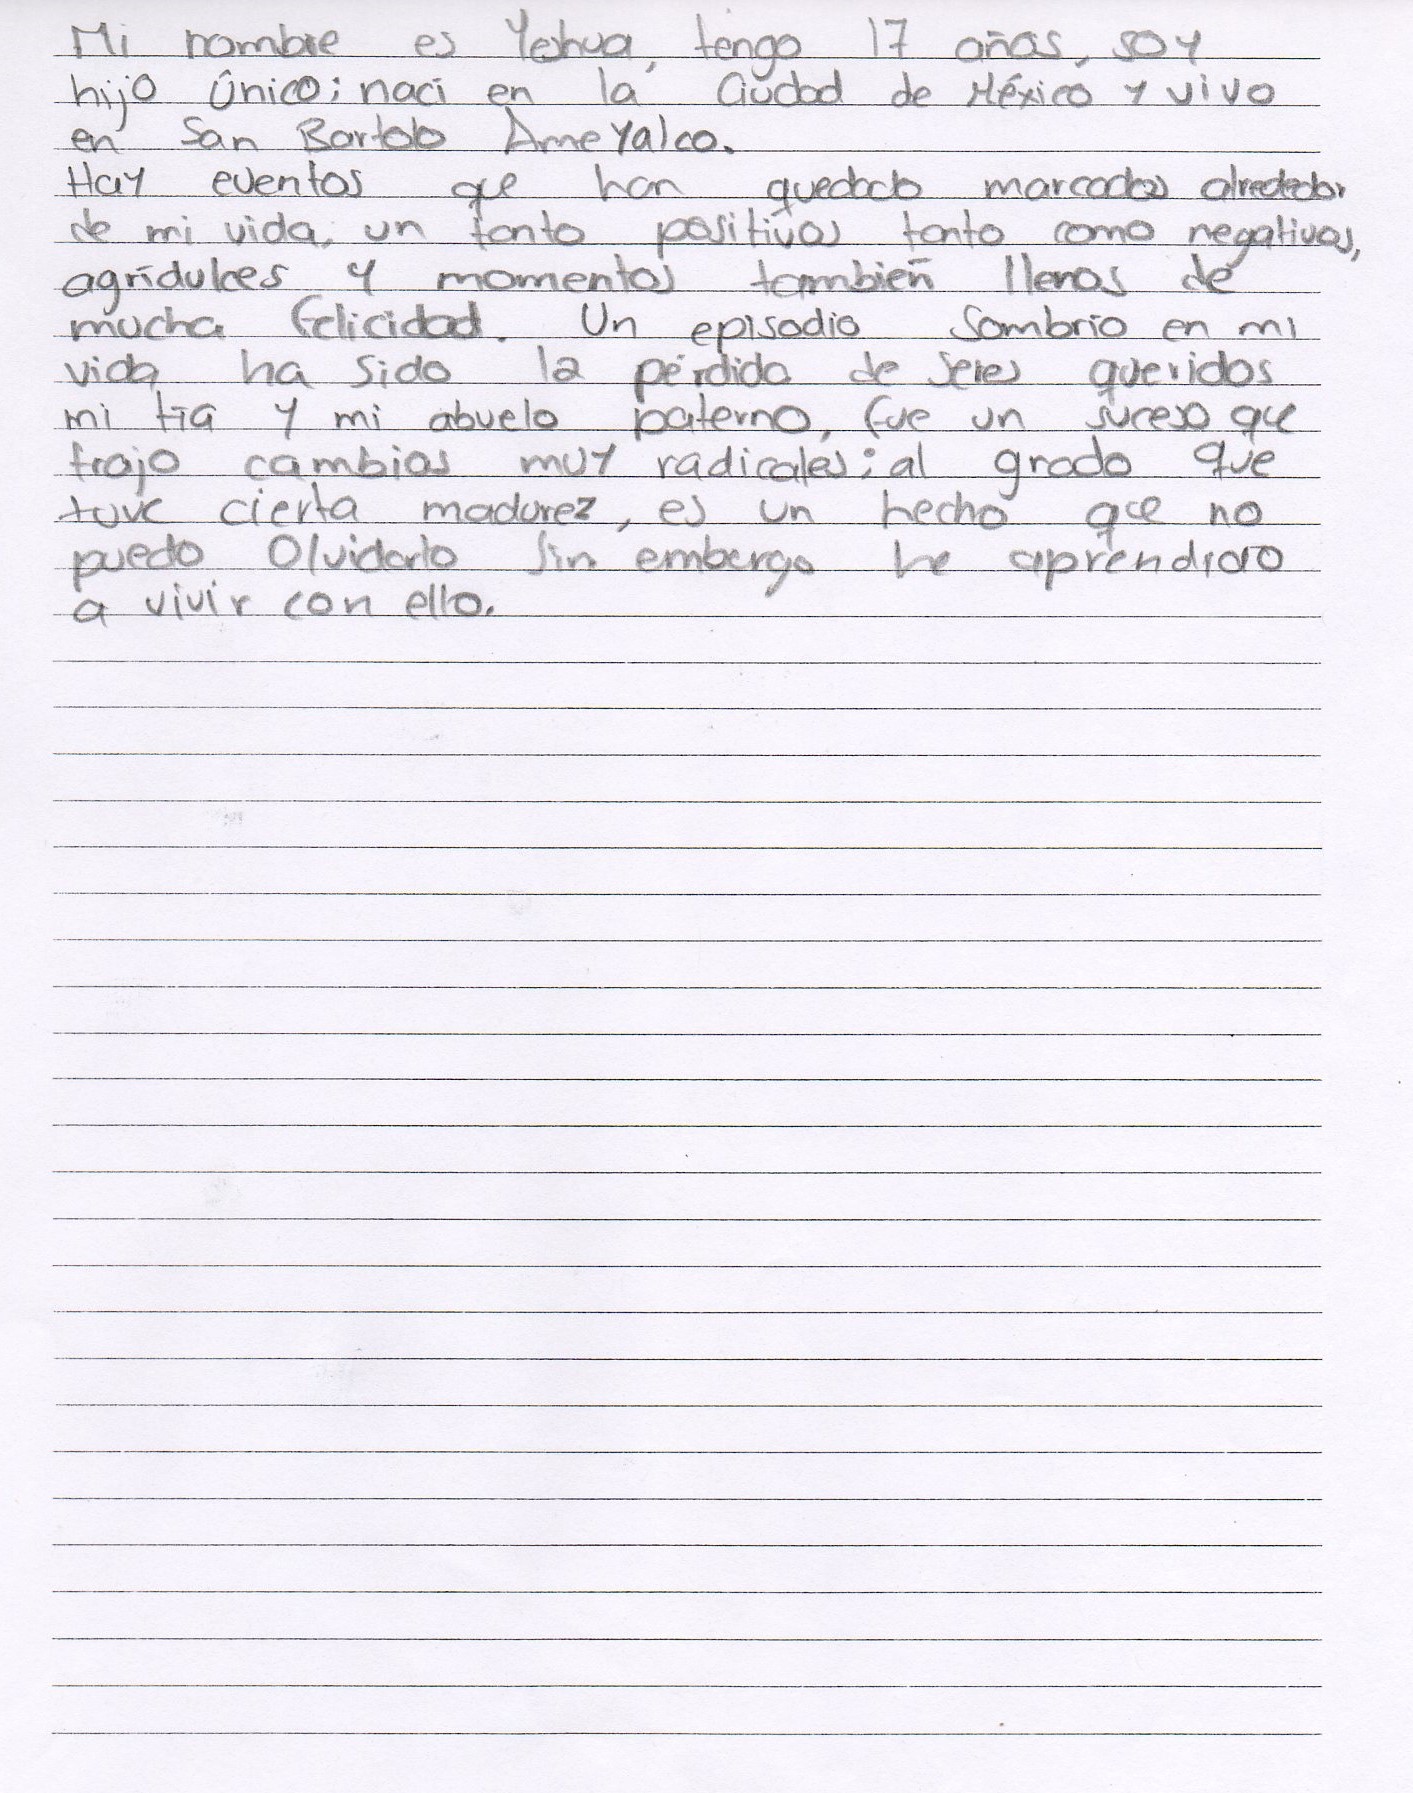 Mi nombre es Yeshua, tengo 17 años, soy
hijo único; nací en la Ciudad de México y vivo
en San Bartolo Ameyalco.
Hay eventos que han quedado marcados alrededor
de mi vida, un tanto positivos tanto como negativos,
agridulces y momentos también llenos de
mucha felicidad. Un episodio sombrio en mi
vida ha sido la pérdida de seres queridos
mi tía y mi abuelo paterno, fue un suceso que
trajo cambios muy radicales; al grado que
tuve cierta madurez, es un hecho que no
puedo olvidarlo sin embargo he aprendido
a vivir con ello.